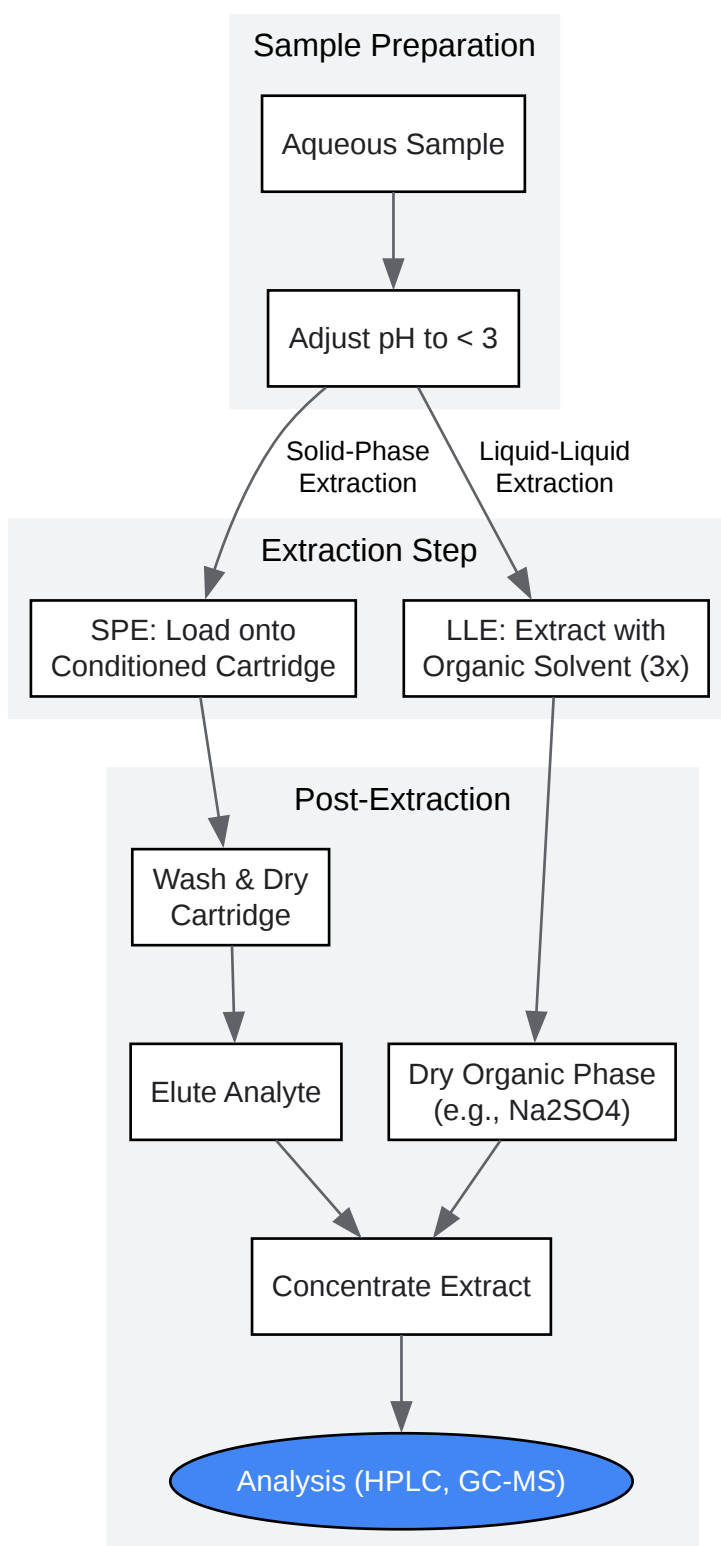 Sample Preparation
Aqueous Sample
Adjust pH to < 3
Solid-Phase
Extraction
Liquid-Liquid
Extraction
Extraction Step
SPE: Load onto
Conditioned Cartridge
LLE: Extract with
Organic Solvent (3x)
Post-Extraction
Wash & Dry
Cartridge
Elute Analyte
Dry Organic Phase
(e.g., Na2SO4)
Concentrate Extract
Analysis (HPLC, GC-MS)